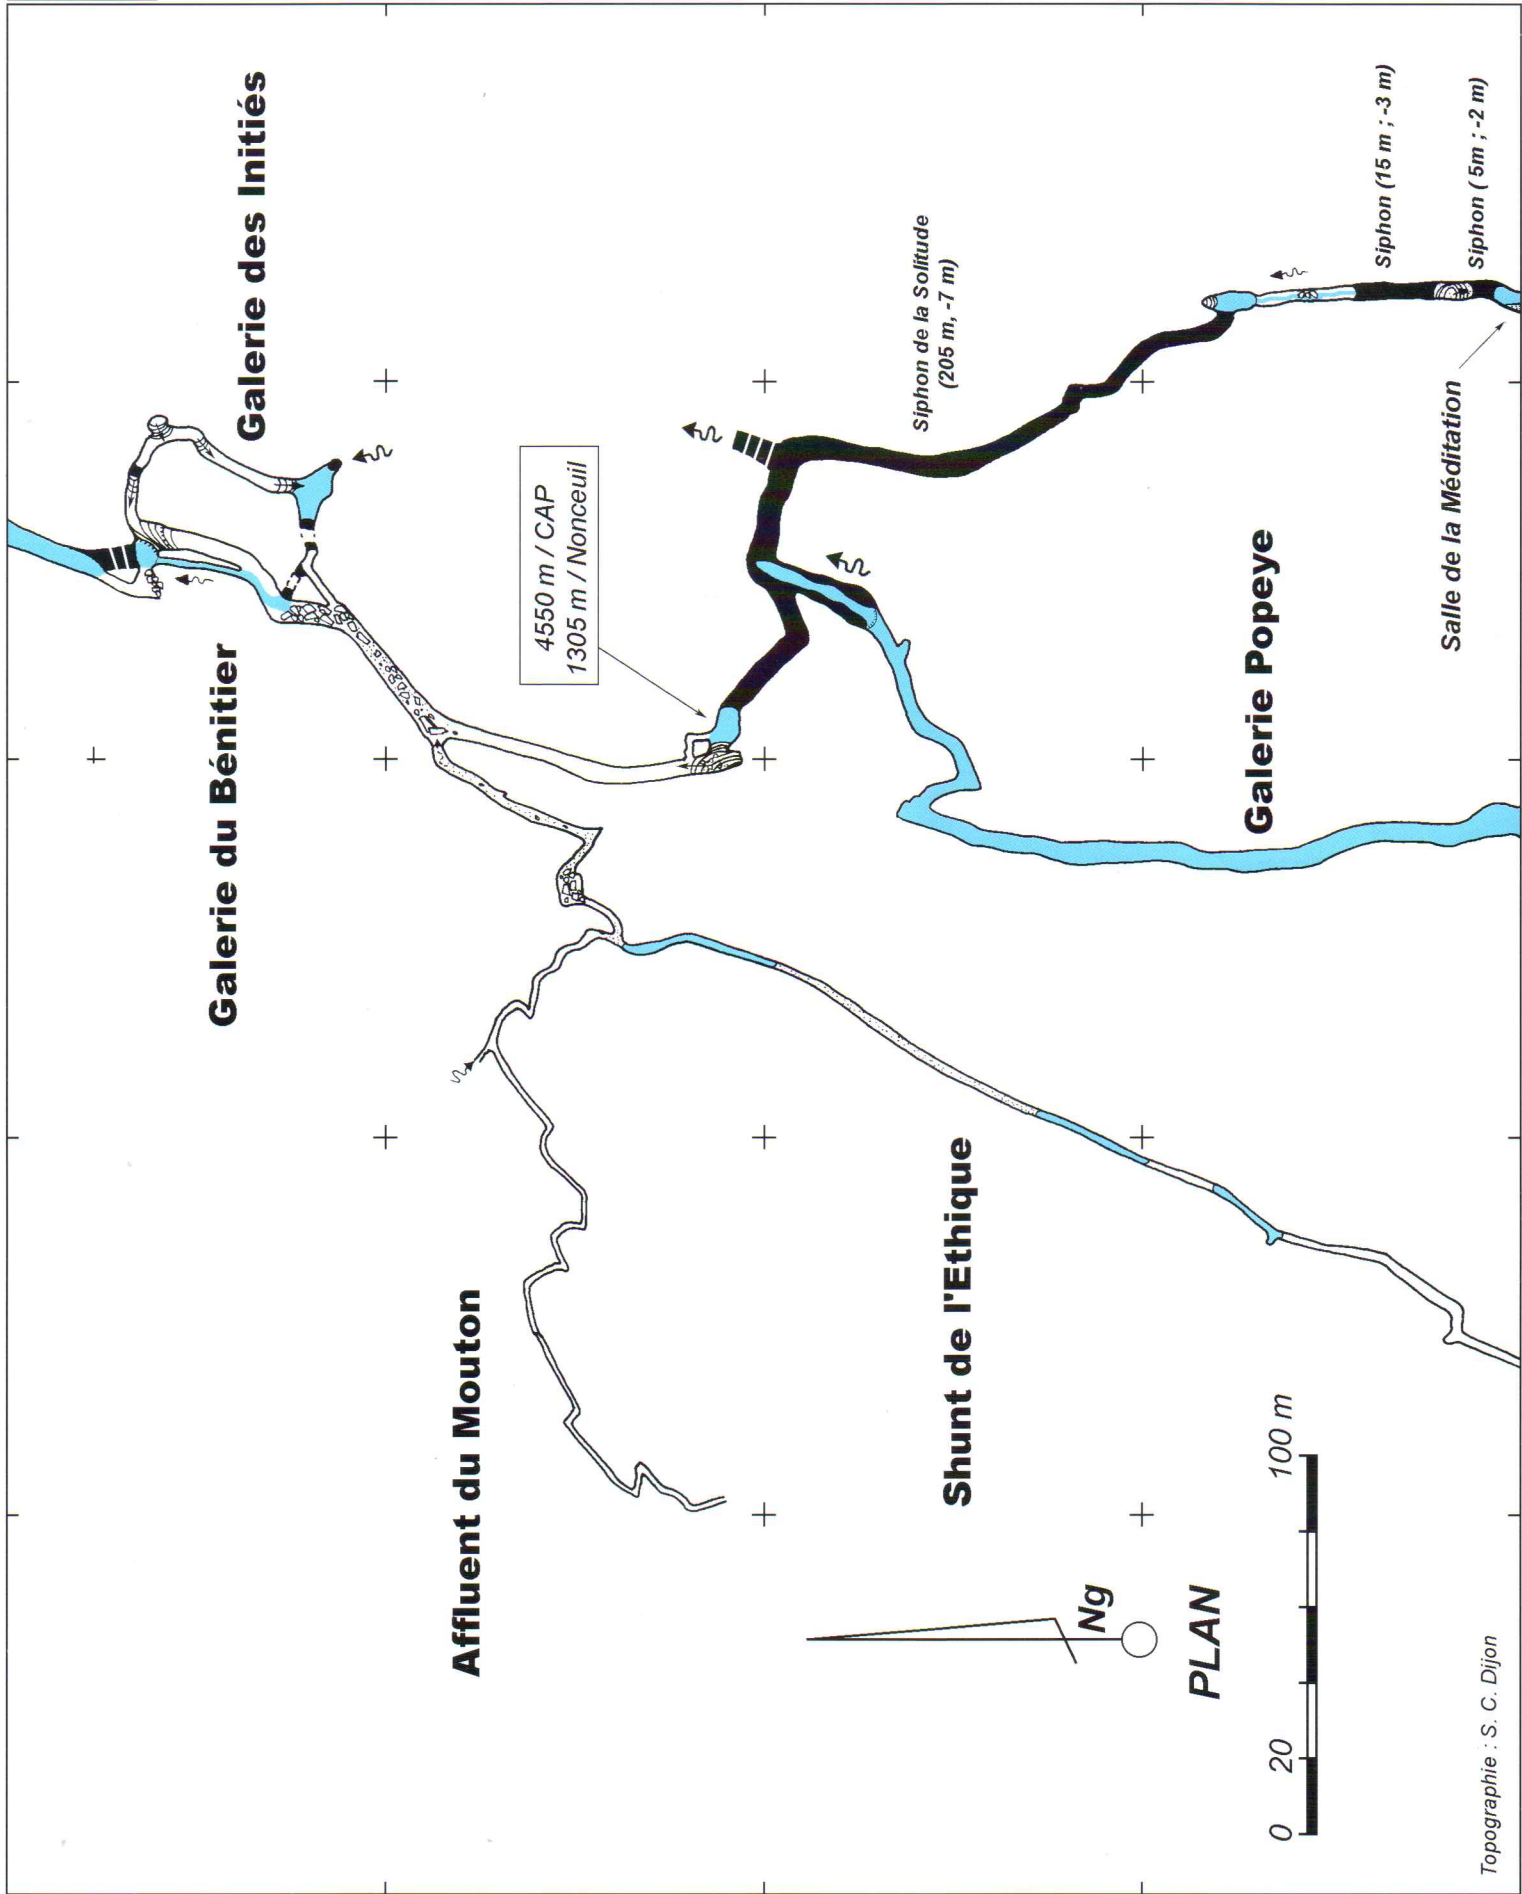 Galerie des Initiés
Galerie du Bénitier
4550 m / CAP
1305 m / Nonceuil
Siphon de la Solitude
(205 m, -7 m)
Siphon (15 m ; -3 m)
Siphon ( 5m ; -2 m)
Salle de la Méditation
Galerie Popeye
Affluent du Mouton
Shunt de l'Ethique
Ng
PLAN
0 20 100 m
Topographie : S. C. Dijon